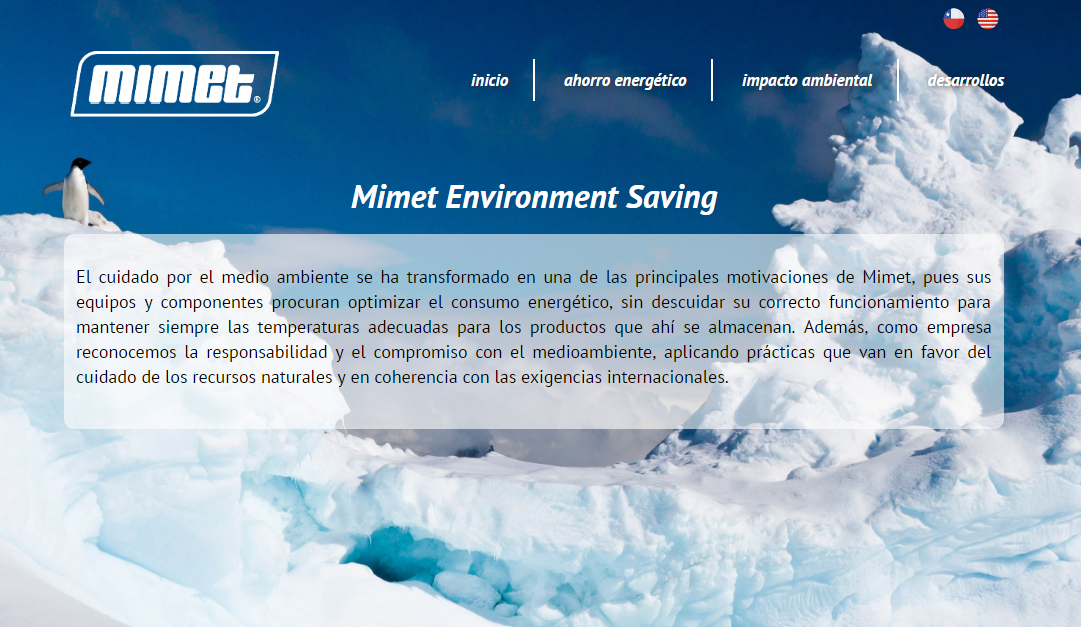 mimet®
inicio
ahorro energético
impacto ambiental
desarrollos
Mimet Environment Saving
El cuidado por el medio ambiente se ha transformado en una de las principales motivaciones de Mimet, pues sus
equipos y componentes procuran optimizar el consumo energético, sin descuidar su correcto funcionamiento para
mantener siempre las temperaturas adecuadas para los productos que ahí se almacenan. Además, como empresa
reconocemos la responsabilidad y el compromiso con el medioambiente, aplicando prácticas que van en favor del
cuidado de los recursos naturales y en coherencia con las exigencias internacionales.